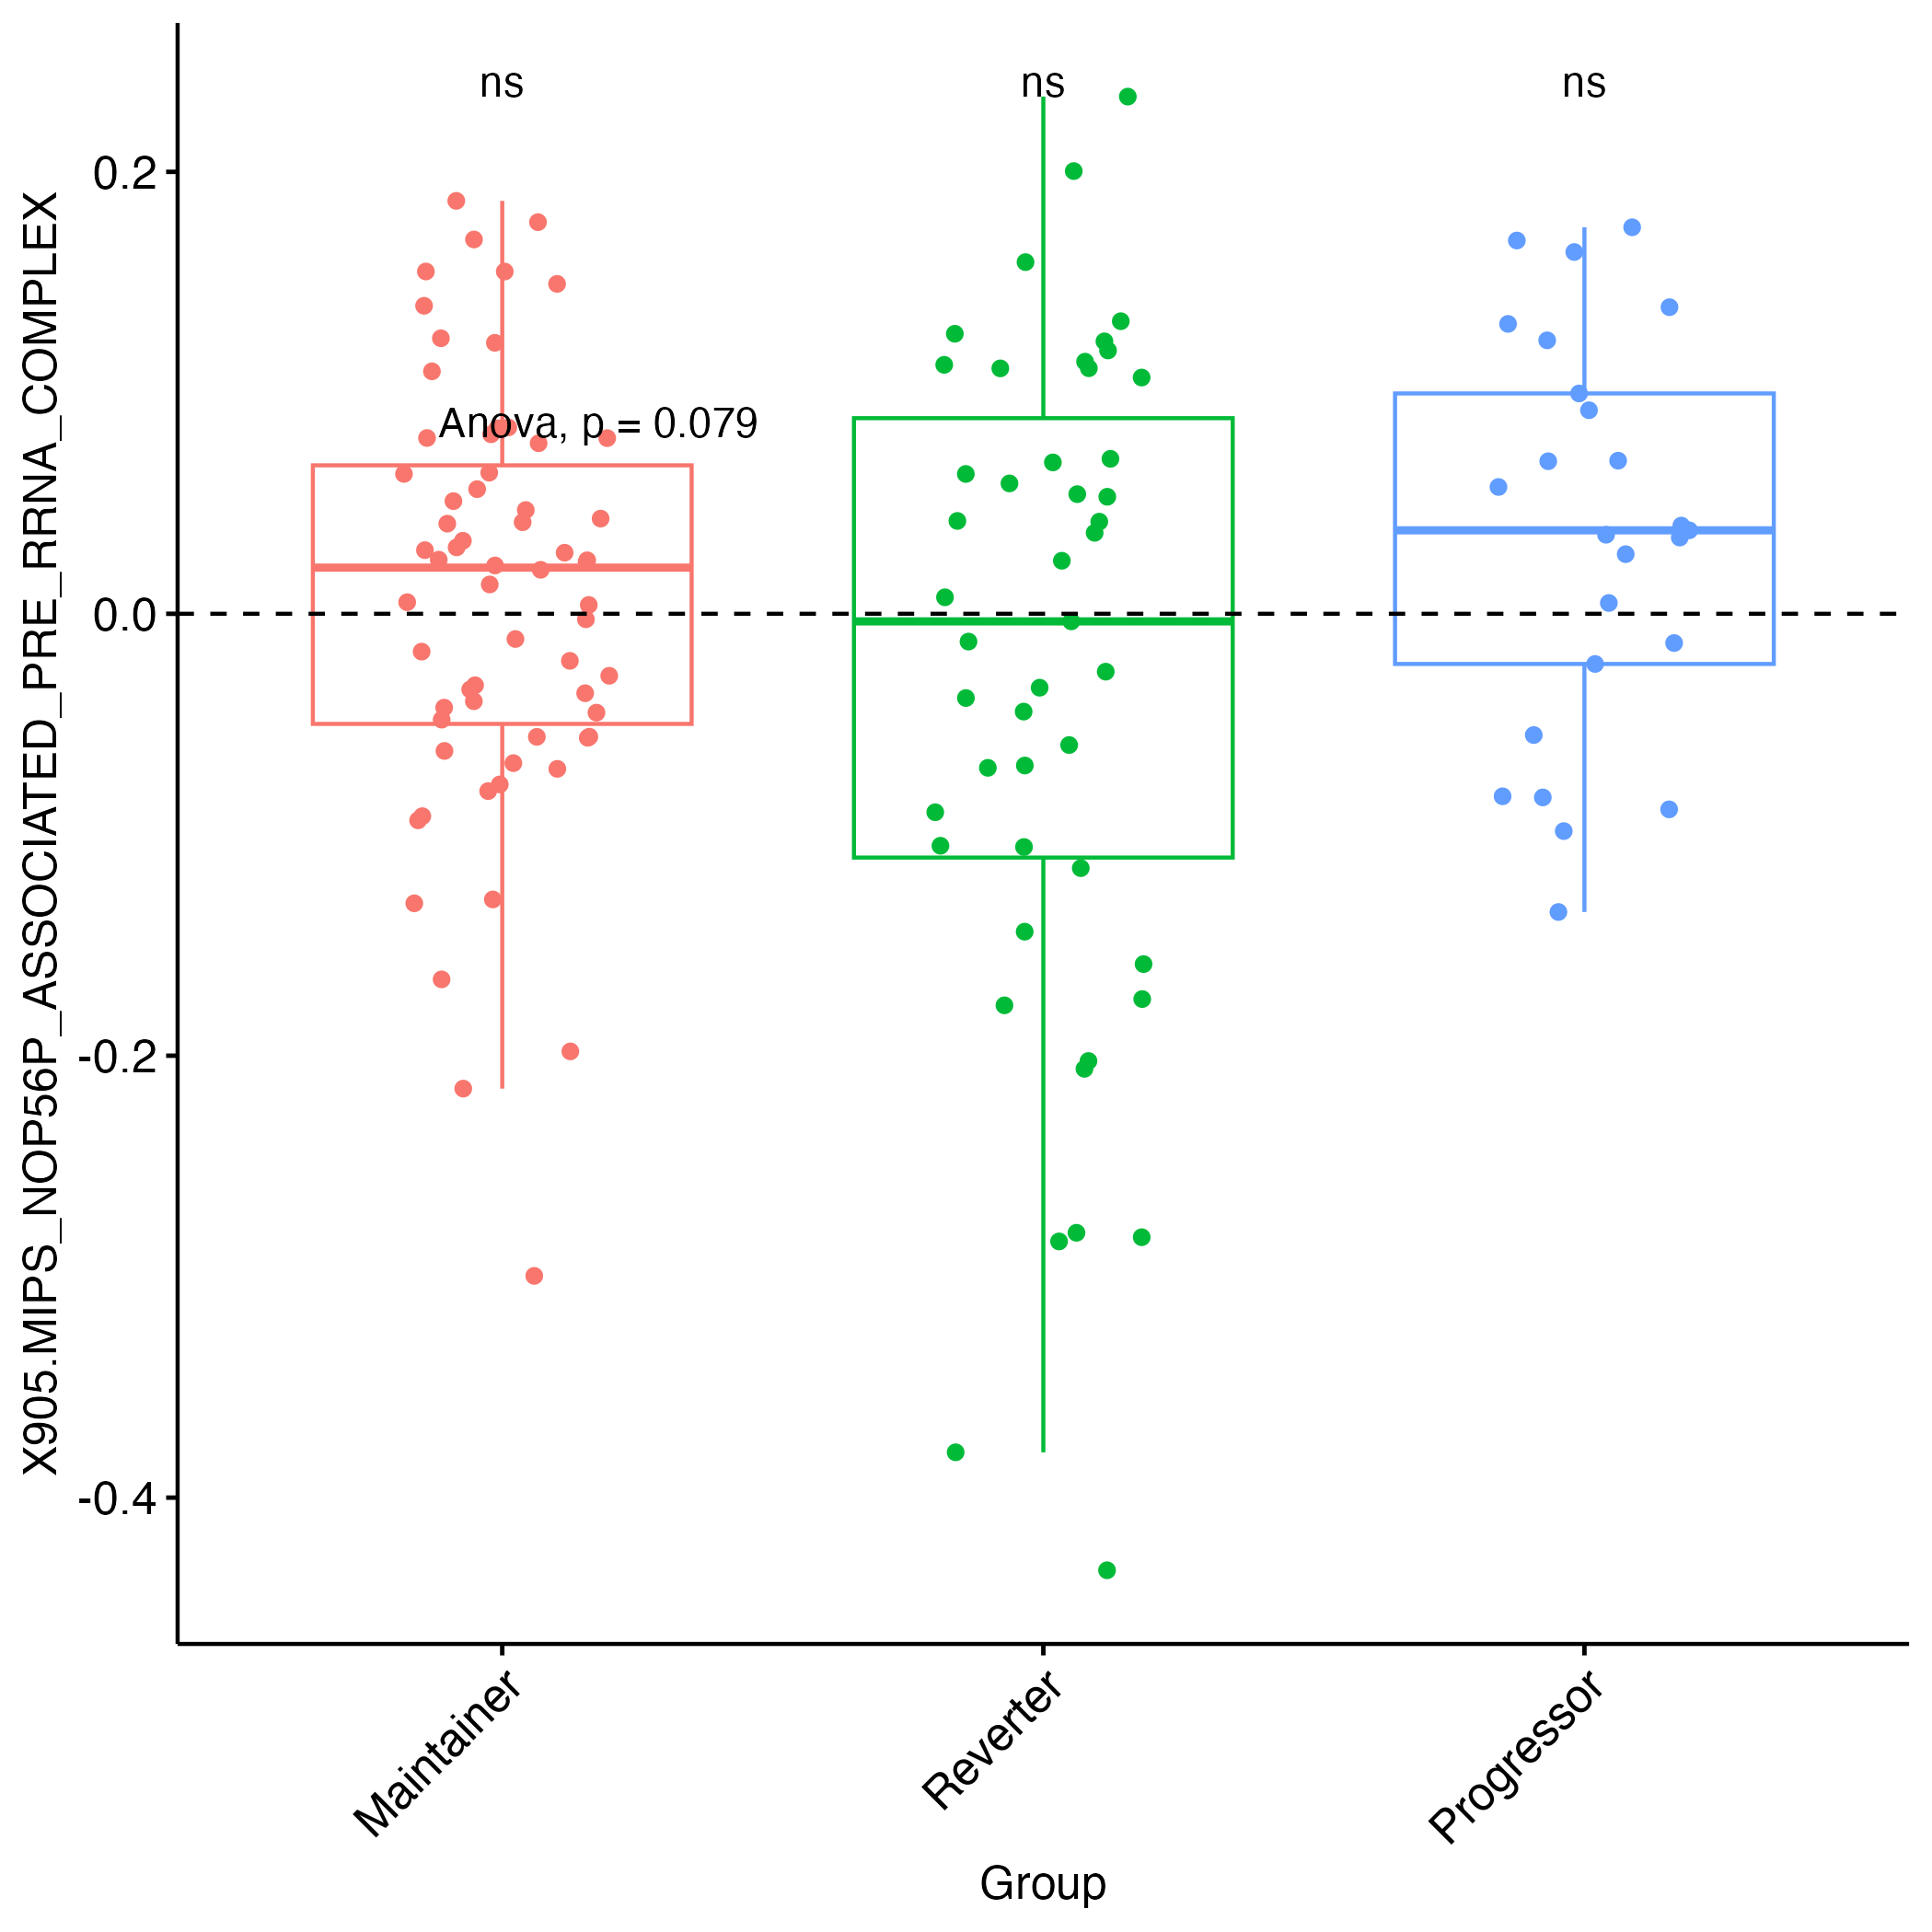 ns ns ns
Anova, p = 0.079
X905.MIPS_NOP56P_ASSOCIATED_PRE_RRNA_COMPLEX
0.2
0.0
-0.2
-0.4
Maintainer Reverter Progressor
Group